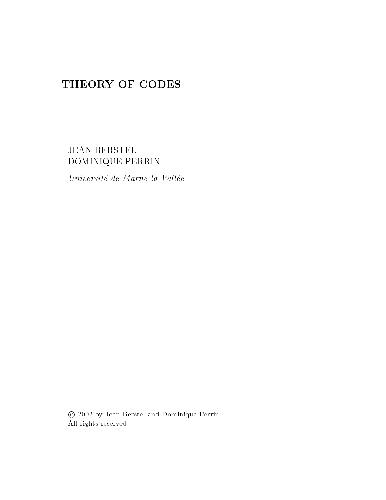 THEORY OF CODES
JEAN BERSTEL
DOMINIQUE PERRIN
Université de Marne la Vallée
© 2002 by Jean Berstel and Dominique Perrin
All rights reserved